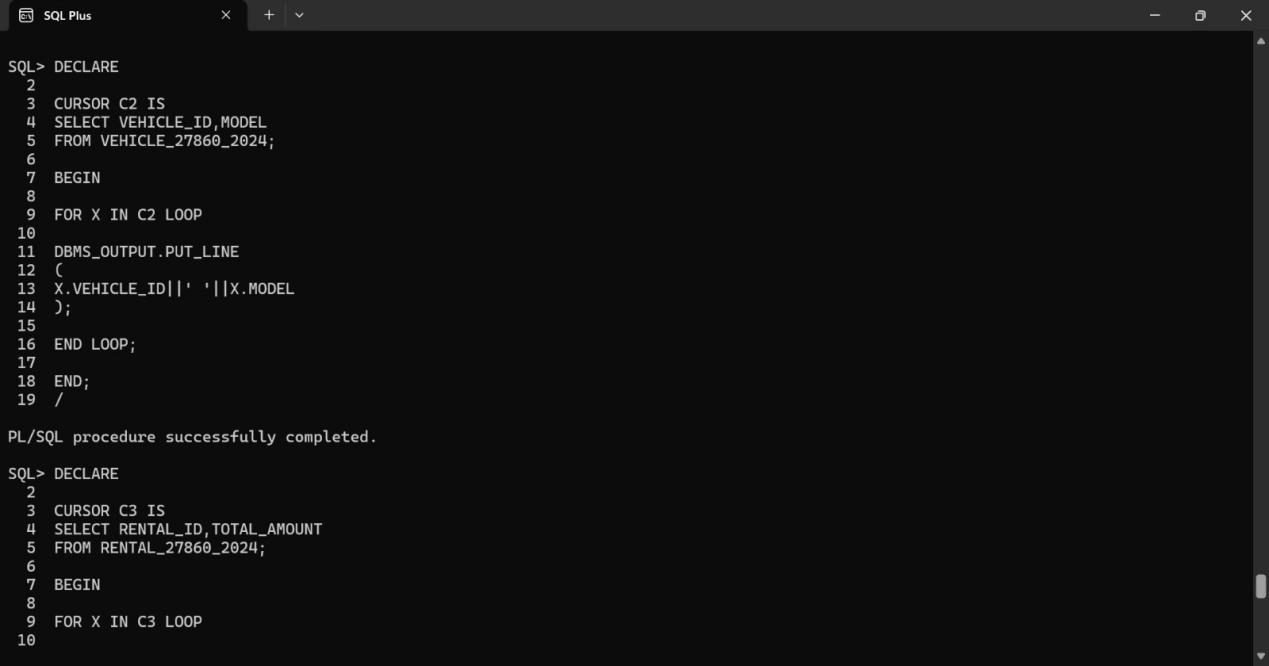 SQL Plus
SQL> DECLARE
2
3 CURSOR C2 IS
4 SELECT VEHICLE_ID,MODEL
5 FROM VEHICLE_27860_2024;
6
7 BEGIN
8
9 FOR X IN C2 LOOP
10
11 DBMS_OUTPUT.PUT_LINE
12 (
13 X.VEHICLE_ID||' '||X.MODEL
14 );
15
16 END LOOP;
17
18 END;
19 /
PL/SQL procedure successfully completed.
SQL> DECLARE
2
3 CURSOR C3 IS
4 SELECT RENTAL_ID,TOTAL_AMOUNT
5 FROM RENTAL_27860_2024;
6
7 BEGIN
8
9 FOR X IN C3 LOOP
10